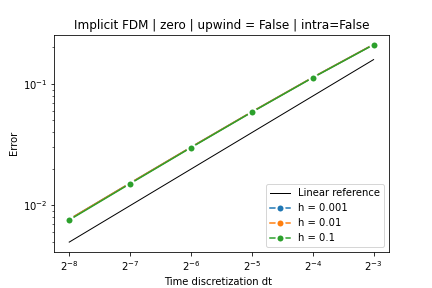 Implicit FDM | zero | upwind = False | intra=False
Error
10⁻¹
10⁻²
Linear reference
h = 0.001
h = 0.01
h = 0.1
2⁻⁸ 2⁻⁷ 2⁻⁶ 2⁻⁵ 2⁻⁴ 2⁻³
Time discretization dt